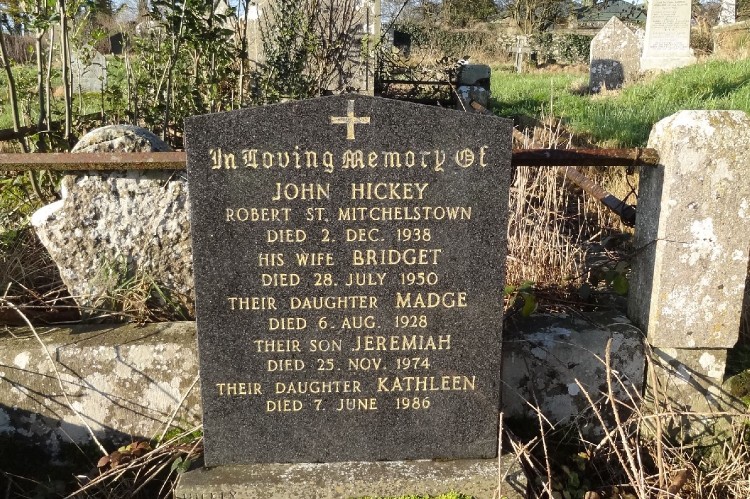 In Loving Memory Of
JOHN HICKEY
ROBERT ST. MITCHELSTOWN
DIED 2. DEC. 1938
HIS WIFE BRIDGET
DIED 28. JULY 1950
THEIR DAUGHTER MADGE
DIED 6. AUG. 1928
THEIR SON JEREMIAH
DIED 25. NOV. 1974
THEIR DAUGHTER KATHLEEN
DIED 7. JUNE 1986